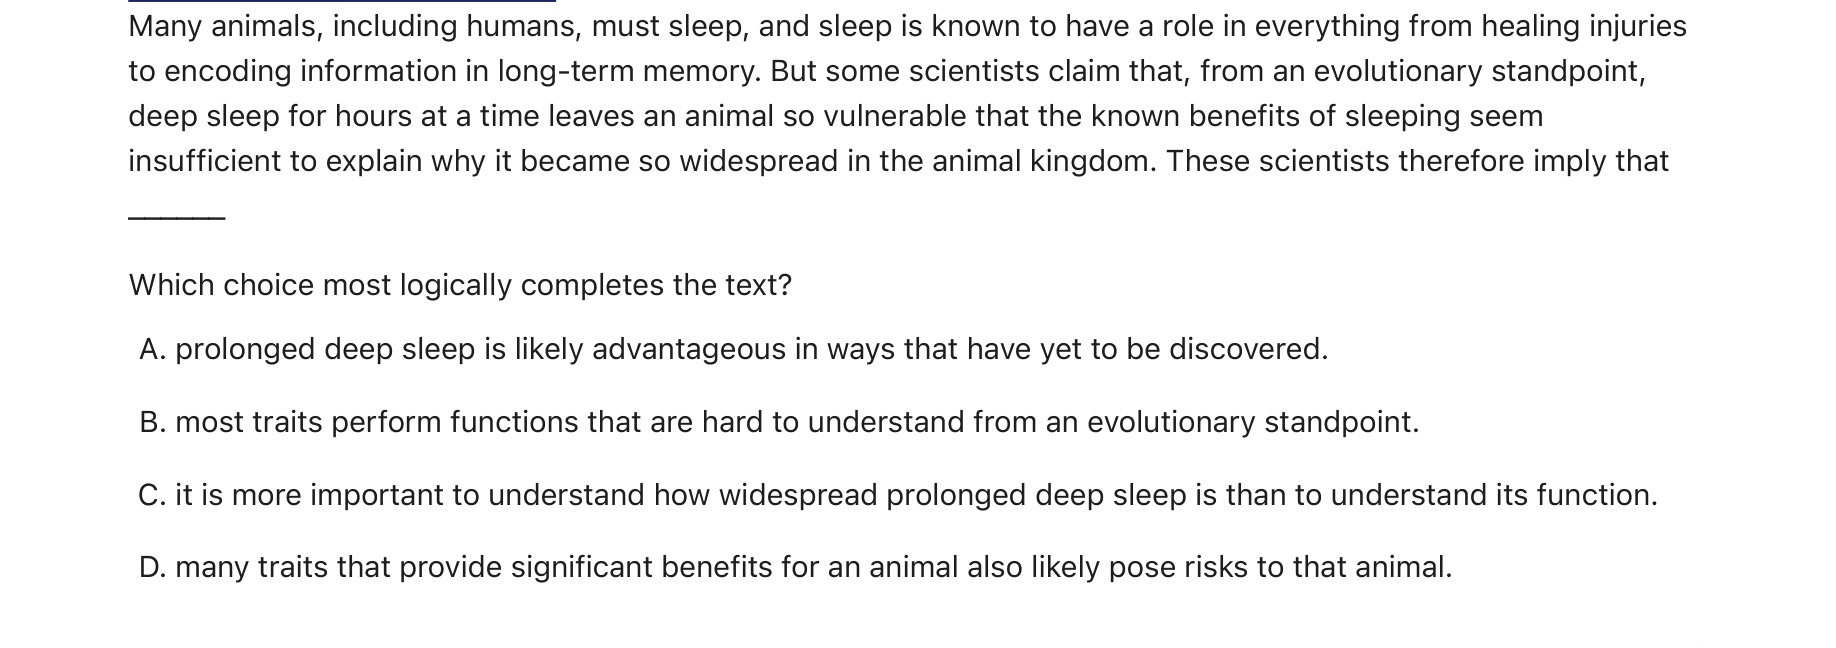 Many animals, including humans, must sleep, and sleep is known to have a role in everything from healing injuries
to encoding information in long-term memory. But some scientists claim that, from an evolutionary standpoint,
deep sleep for hours at a time leaves an animal so vulnerable that the known benefits of sleeping seem
insufficient to explain why it became so widespread in the animal kingdom. These scientists therefore imply that
______
Which choice most logically completes the text?
A. prolonged deep sleep is likely advantageous in ways that have yet to be discovered.
B. most traits perform functions that are hard to understand from an evolutionary standpoint.
C. it is more important to understand how widespread prolonged deep sleep is than to understand its function.
D. many traits that provide significant benefits for an animal also likely pose risks to that animal.